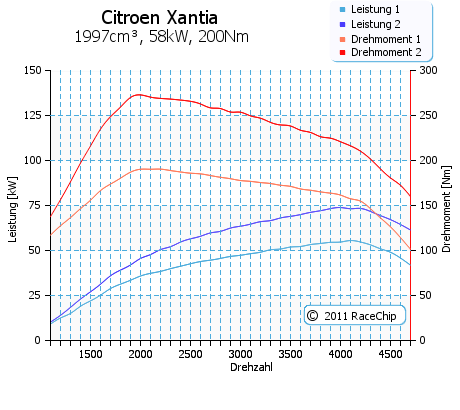 Citroen Xantia
1997cm³, 58kW, 200Nm
Leistung 1
Leistung 2
Drehmoment 1
Drehmoment 2
150
125
100
75
50
25
0
Leistung [kW]
300
250
200
150
100
50
0
Drehmoment [Nm]
© 2011 RaceChip
1500 2000 2500 3000 3500 4000 4500
Drehzahl